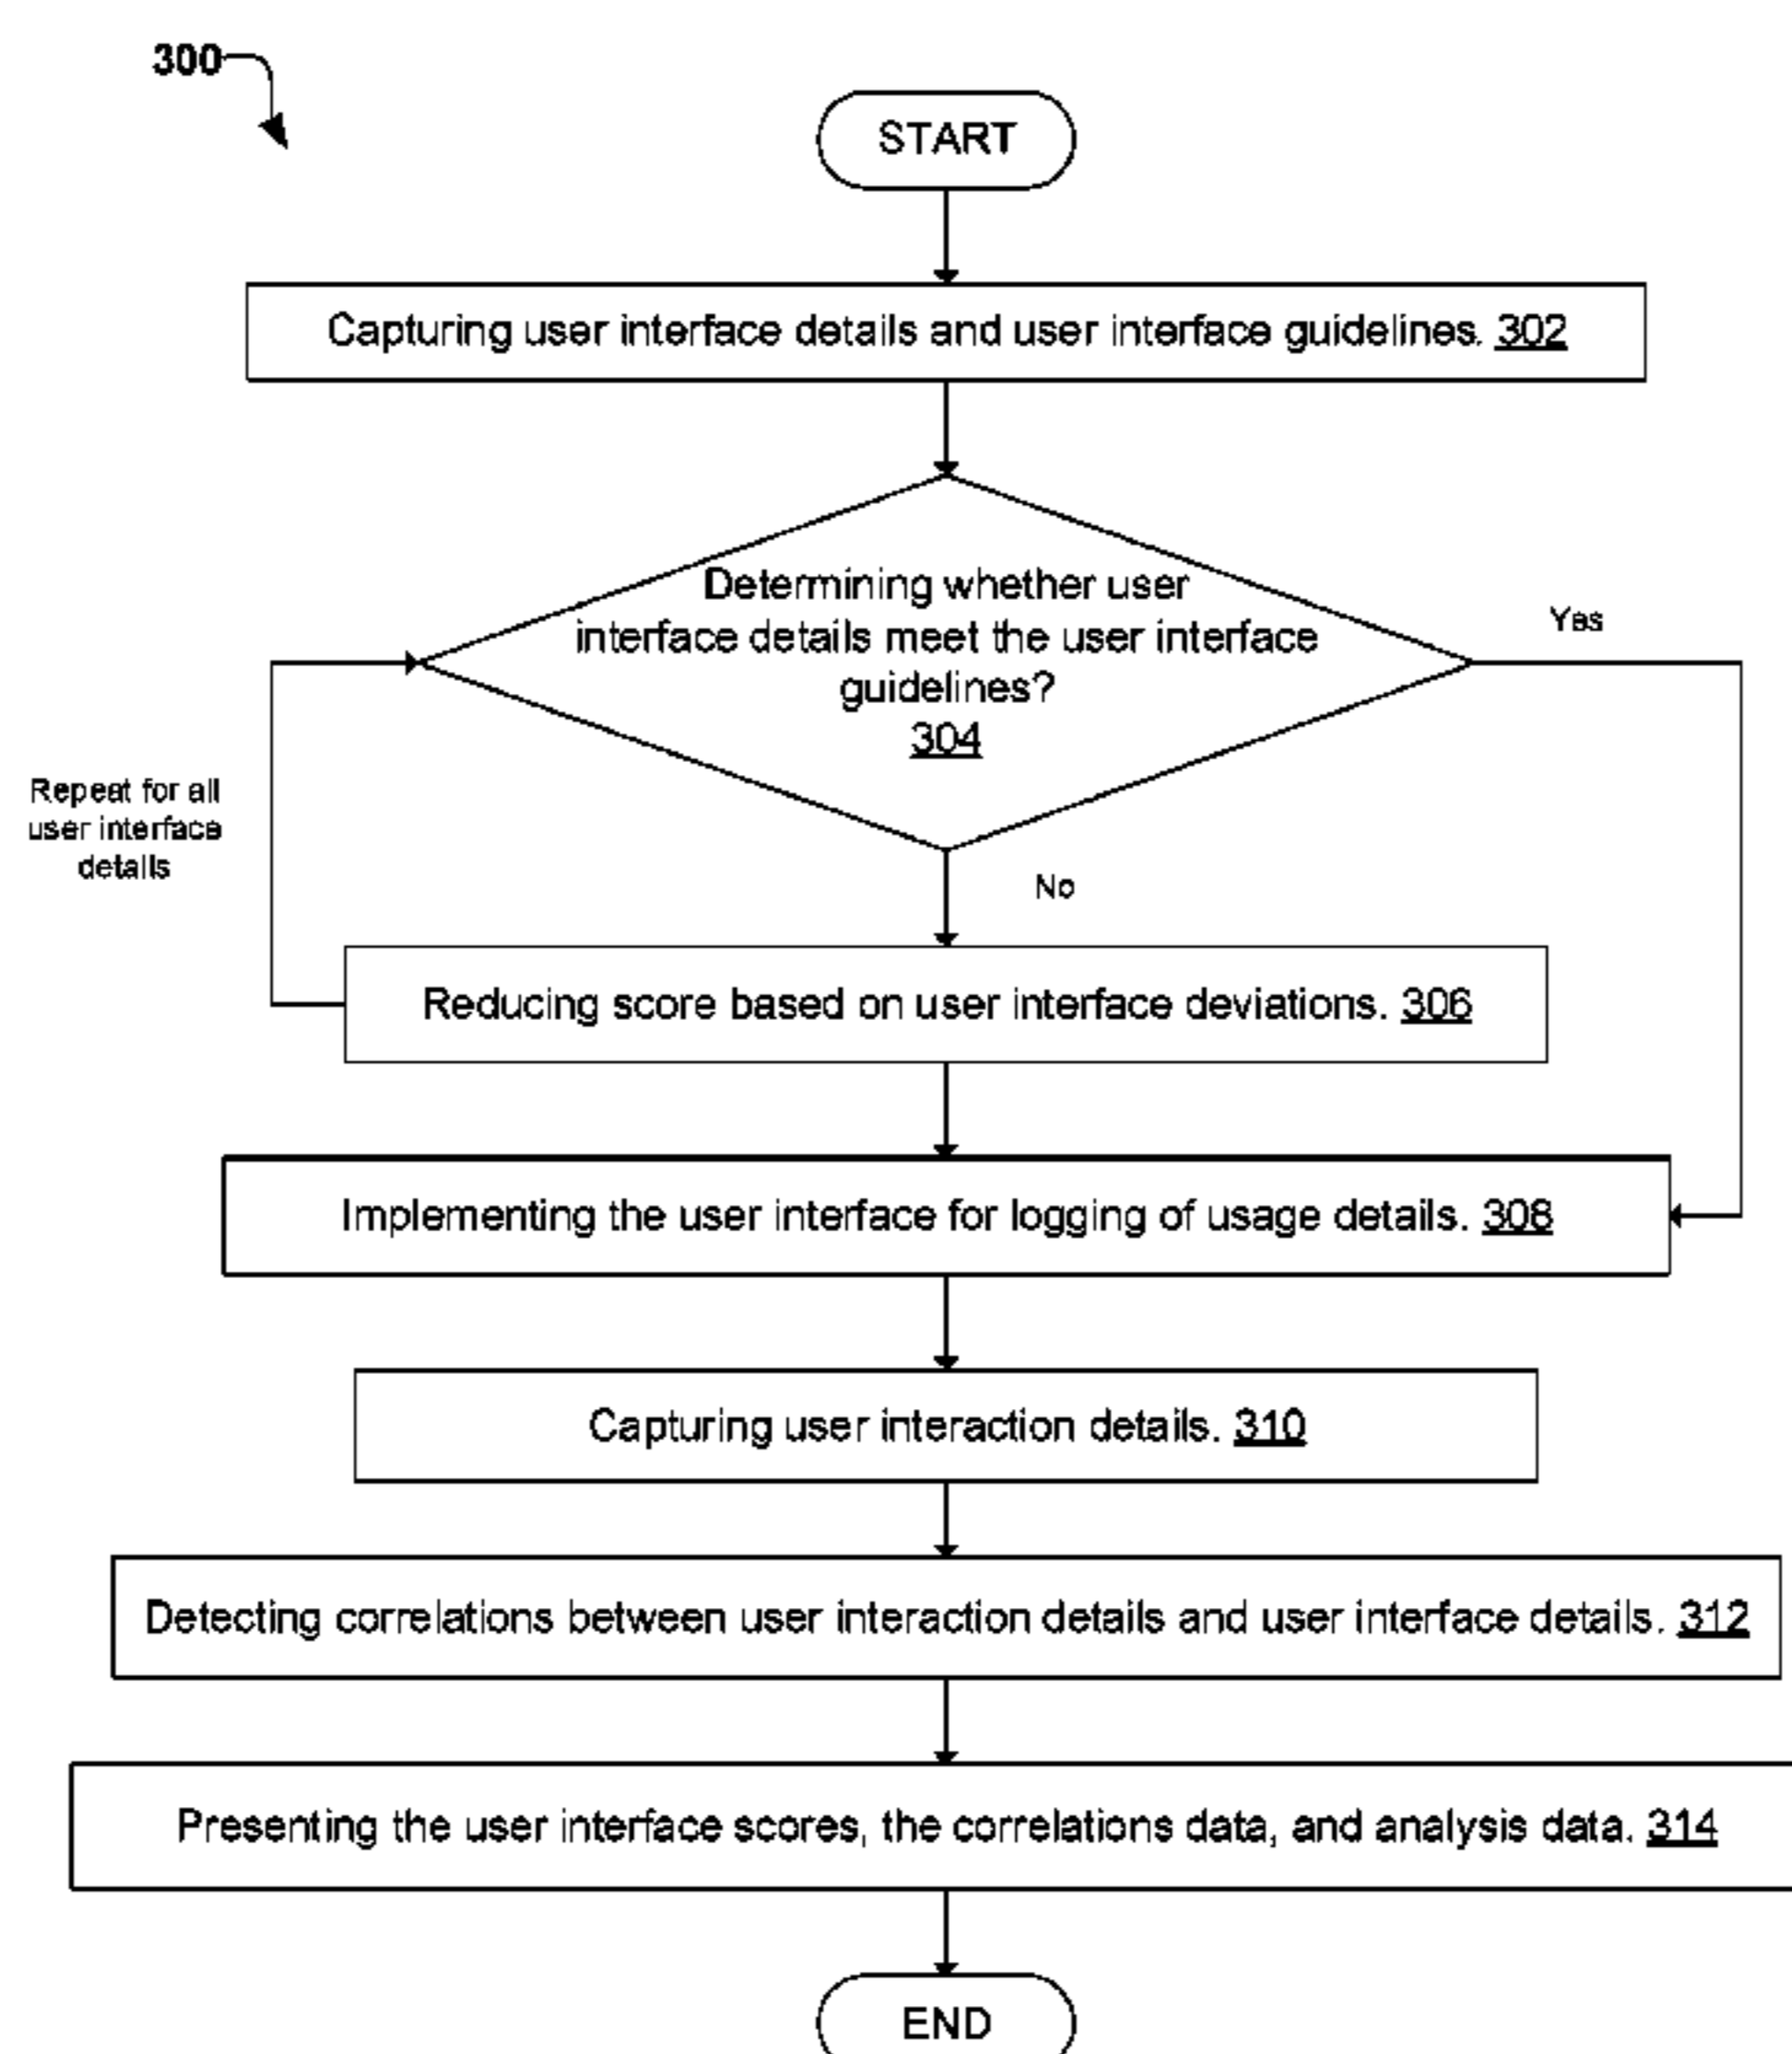 300
START
Capturing user interface details and user interface guidelines. 302
Determining whether user
interface details meet the user interface
guidelines?
304
Yes
Repeat for all
user interface
details
No
Reducing score based on user interface deviations. 306
Implementing the user interface for logging of usage details. 308
Capturing user interaction details. 310
Detecting correlations between user interaction details and user interface details. 312
Presenting the user interface scores, the correlations data, and analysis data. 314
END